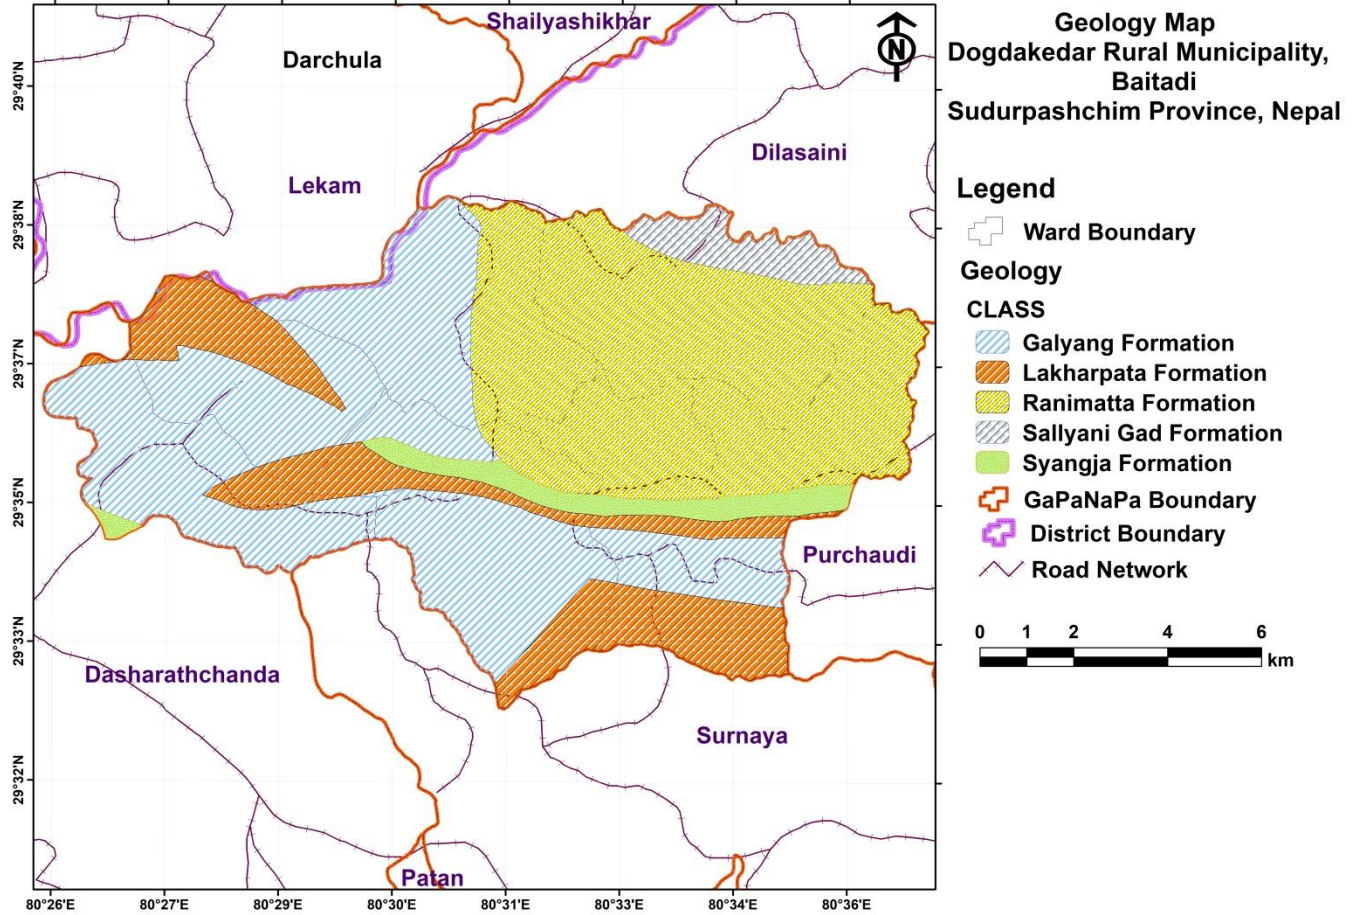 Shailyashikhar
Darchula
N
Geology Map
Dogdakedar Rural Municipality,
Baitadi
Sudurpashchim Province, Nepal
29°40'N
Dilasaini
Lekam
Legend
29°38'N
Ward Boundary
Geology
CLASS
Galyang Formation
29°37'N
Lakharpata Formation
Ranimatta Formation
Sallyani Gad Formation
Syangja Formation
29°35'N
GaPaNaPa Boundary
District Boundary
Purchaudi
Road Network
29°33'N
0 1 2 4 6
km
Dasharathchanda
Surnaya
29°32'N
Patan
80°26'E 80°27'E 80°29'E 80°30'E 80°31'E 80°33'E 80°34'E 80°36'E